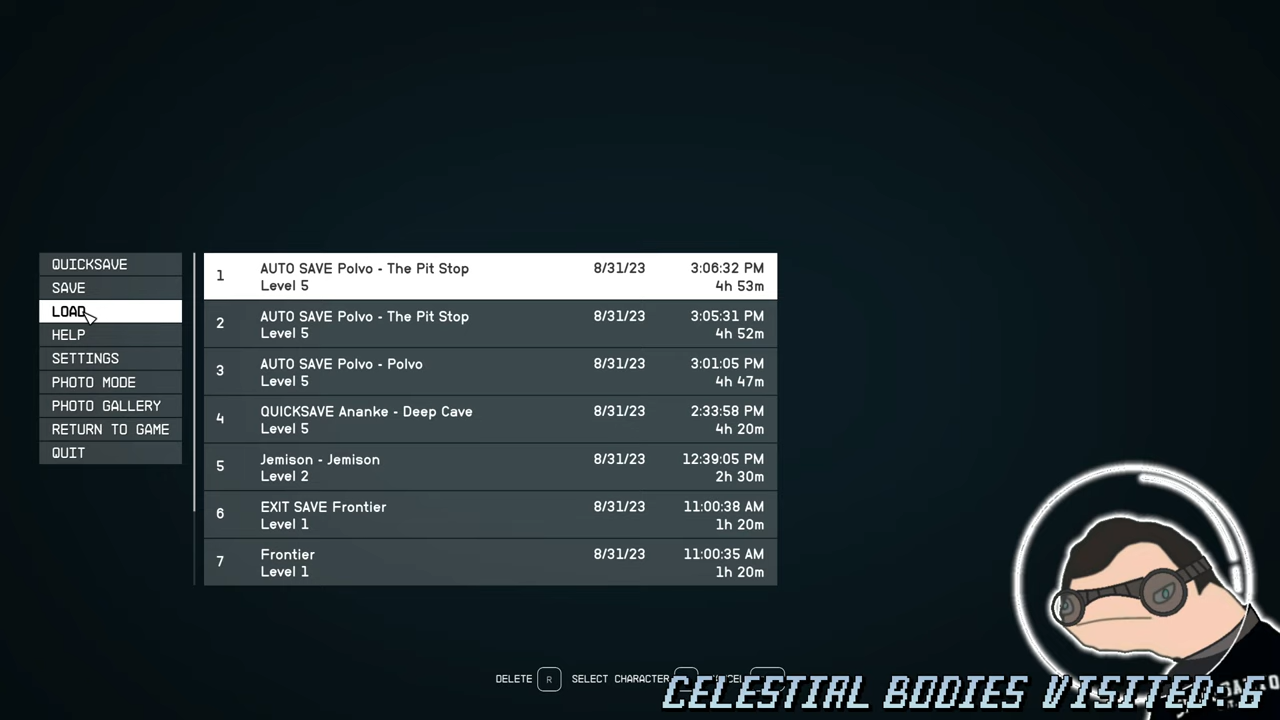 QUICKSAVE
SAVE
LOAD
HELP
SETTINGS
PHOTO MODE
PHOTO GALLERY
RETURN TO GAME
QUIT
1 AUTO SAVE Polvo - The Pit Stop 8/31/23 3:06:32 PM
Level 5 4h 53m
2 AUTO SAVE Polvo - The Pit Stop 8/31/23 3:05:31 PM
Level 5 4h 52m
3 AUTO SAVE Polvo - Polvo 8/31/23 3:01:05 PM
Level 5 4h 47m
4 QUICKSAVE Ananke - Deep Cave 8/31/23 2:33:58 PM
Level 5 4h 20m
5 Jemison - Jemison 8/31/23 12:39:05 PM
Level 2 2h 30m
6 EXIT SAVE Frontier 8/31/23 11:00:38 AM
Level 1 1h 20m
7 Frontier 8/31/23 11:00:35 AM
Level 1 1h 20m
DELETE R SELECT CHARACTER
CELESTIAL BODIES VISITED: 6